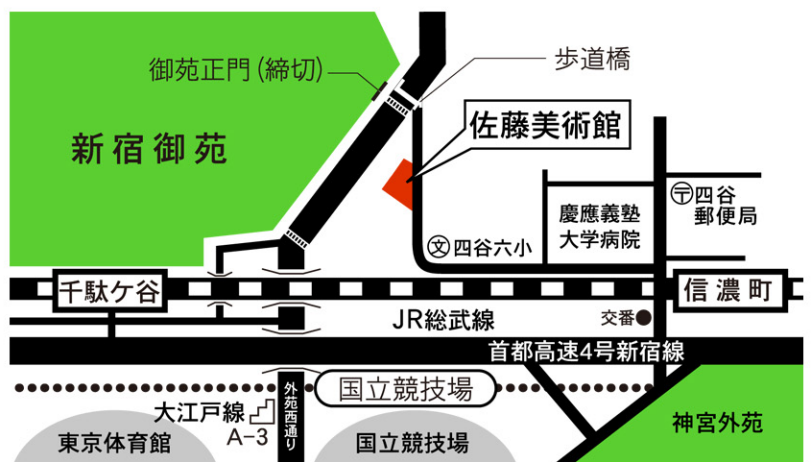 御苑正門(締切)
歩道橋
新宿御苑
佐藤美術館
〒四谷
郵便局
慶應義塾
大学病院
文 四谷六小
千駄ケ谷
信濃町
JR総武線
交番
首都高速4号新宿線
国立競技場
外苑西通り
大江戸線
A-3
神宮外苑
東京体育館
国立競技場